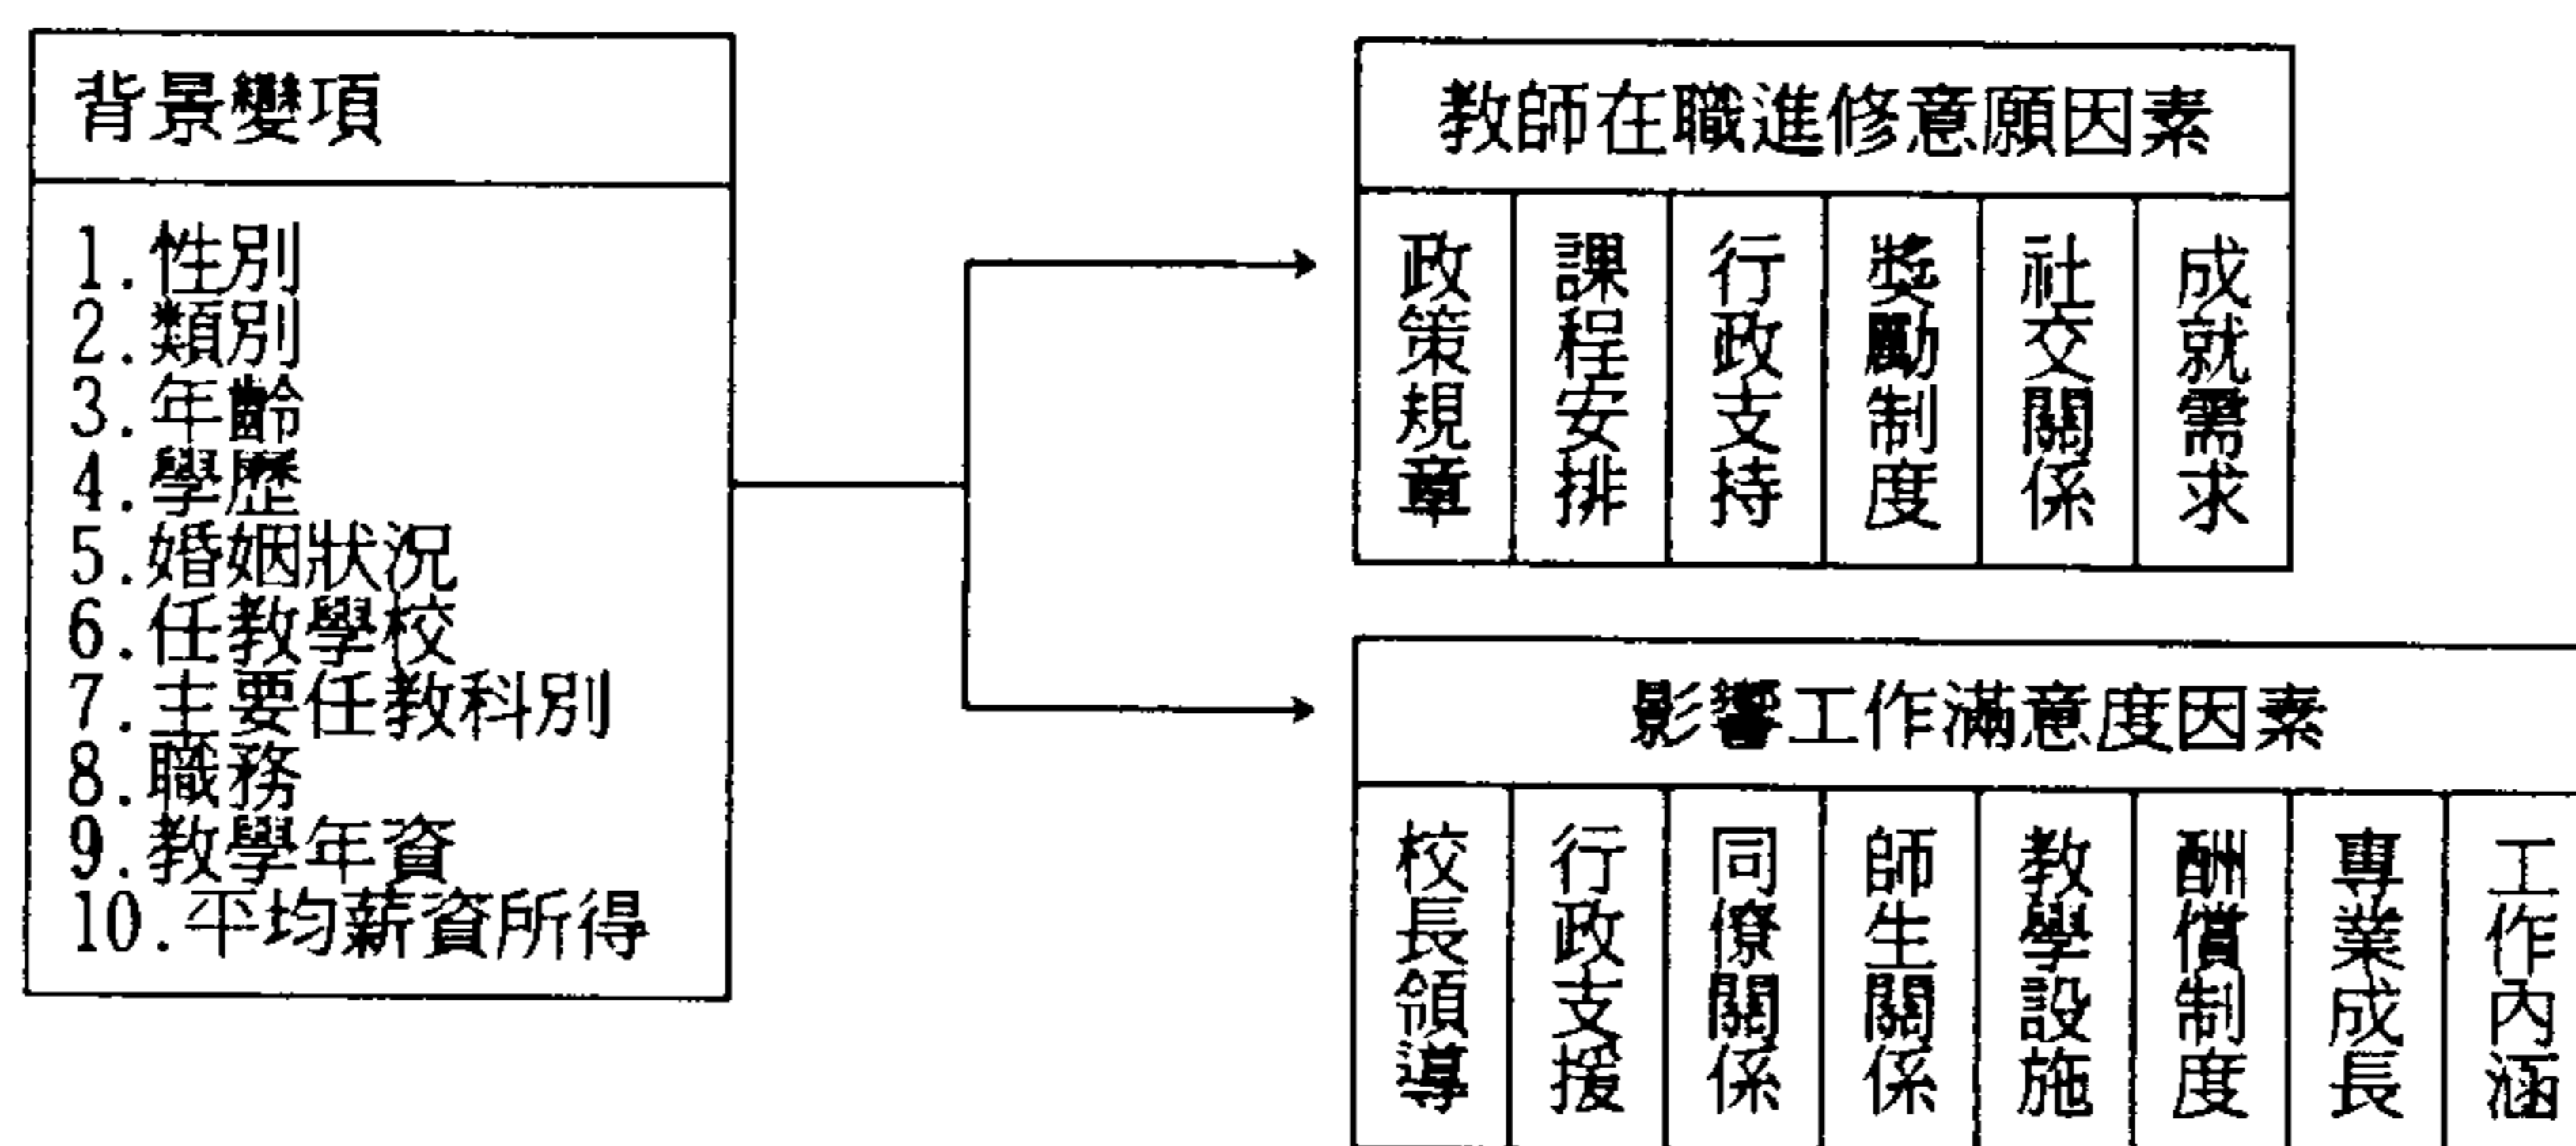 背景變項
1.性別
2.類別
3.年齡
4.學歷
5.婚姻狀況
6.任教學校
7.主要任教科別
8.職務
9.教學年資
10.平均薪資所得
教師在職進修意願因素
政策規章
課程安排
行政支持
獎勵制度
社交關係
成就需求
影響工作滿意度因素
校長領導
行政支援
同僚關係
師生關係
教學設施
酬償制度
專業成長
工作內涵